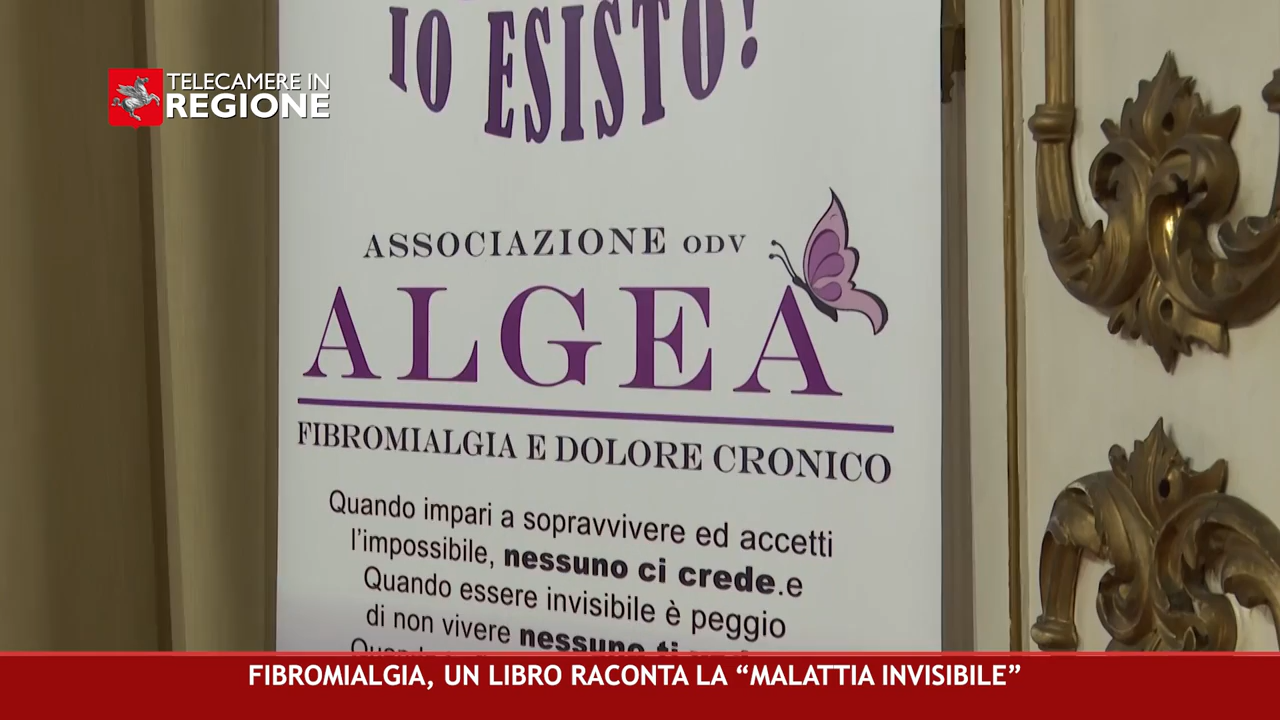 IO ESISTO!
TELECAMERE IN
REGIONE
ASSOCIAZIONE ODV
ALGEA
FIBROMIALGIA E DOLORE CRONICO
Quando impari a sopravvivere ed accetti
l'impossibile, nessuno ci crede.e
Quando essere invisibile è peggio
di non vivere nessuno ti
FIBROMIALGIA, UN LIBRO RACONTA LA “MALATTIA INVISIBILE”